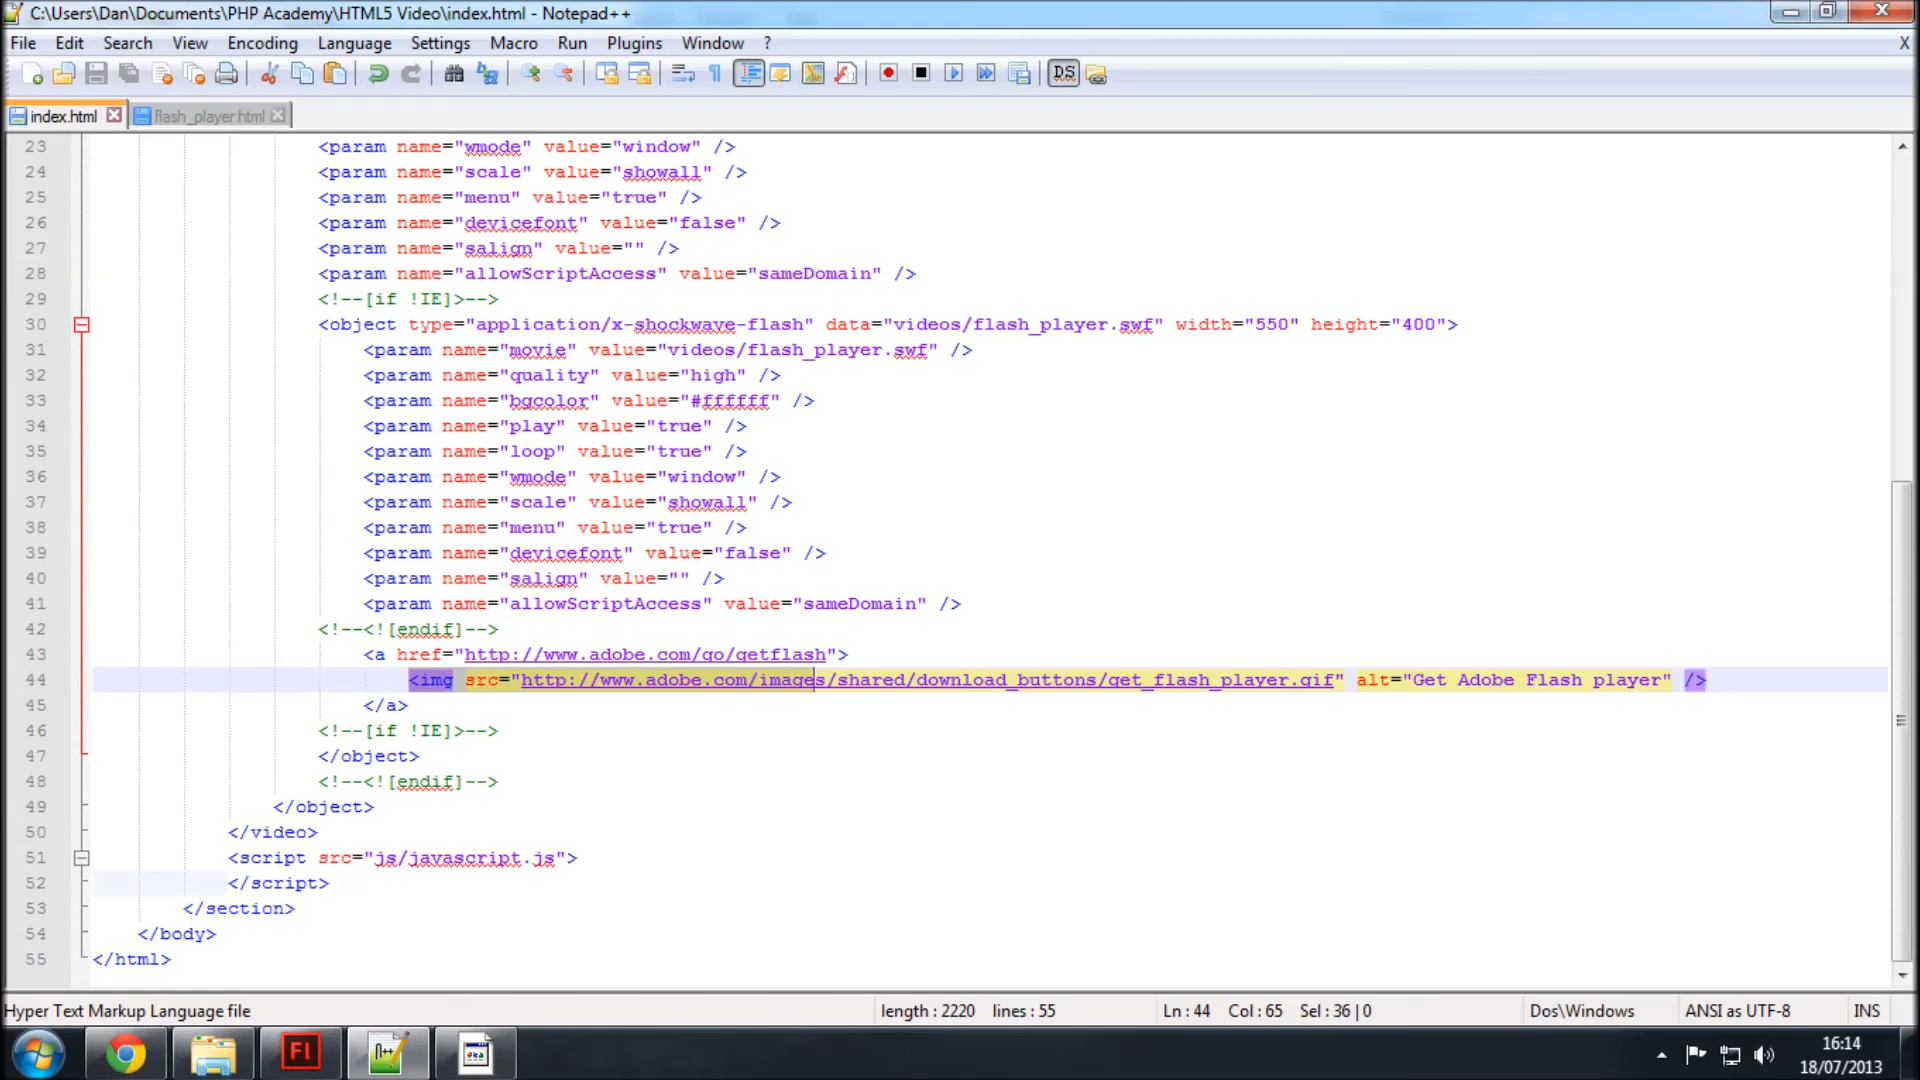 C:\Users\Dan\Documents\PHP Academy\HTML5 Video\index.html - Notepad++
File Edit Search View Encoding Language Settings Macro Run Plugins Window ? X
DS
index.html flash_player.html
23 <param name="wmode" value="window" />
24 <param name="scale" value="showall" />
25 <param name="menu" value="true" />
26 <param name="devicefont" value="false" />
27 <param name="salign" value="" />
28 <param name="allowScriptAccess" value="sameDomain" />
29 <!--[if !IE]>-->
30 <object type="application/x-shockwave-flash" data="videos/flash_player.swf" width="550" height="400">
31 <param name="movie" value="videos/flash_player.swf" />
32 <param name="quality" value="high" />
33 <param name="bgcolor" value="#ffffff" />
34 <param name="play" value="true" />
35 <param name="loop" value="true" />
36 <param name="wmode" value="window" />
37 <param name="scale" value="showall" />
38 <param name="menu" value="true" />
39 <param name="devicefont" value="false" />
40 <param name="salign" value="" />
41 <param name="allowScriptAccess" value="sameDomain" />
42 <!--<![endif]-->
43 <a href="http://www.adobe.com/go/getflash">
44 <img src="http://www.adobe.com/images/shared/download_buttons/get_flash_player.gif" alt="Get Adobe Flash player" />
45 </a>
46 <!--[if !IE]>-->
47 </object>
48 <!--<![endif]-->
49 </object>
50 </video>
51 <script src="js/javascript.js">
52 </script>
53 </section>
54 </body>
55 </html>
Hyper Text Markup Language file length : 2220 lines : 55 Ln : 44 Col : 65 Sel : 36 | 0 Dos\Windows ANSI as UTF-8 INS
Fl
16:14
18/07/2013